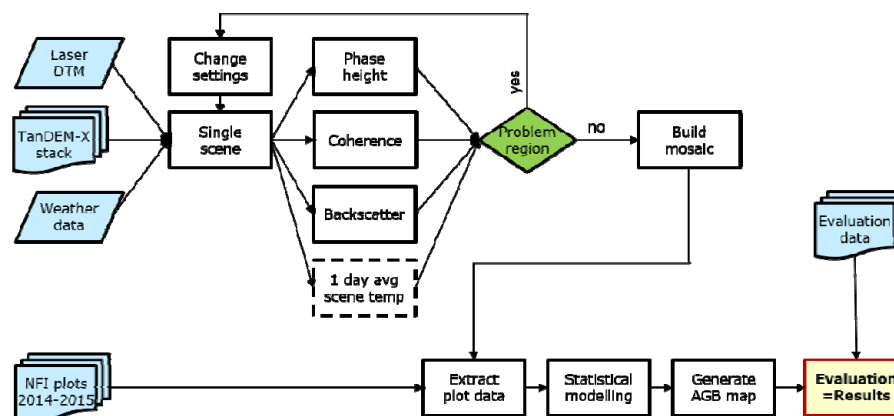 Laser
DTM
Change
settings
Phase
height
yes
TanDEM-X
stack
Single
scene
Coherence
Problem
region
no
Build
mosaic
Weather
data
Backscatter
Evaluation
data
1 day avg
scene temp
NFI plots
2014-2015
Extract
plot data
Statistical
modelling
Generate
AGB map
Evaluation
=Results